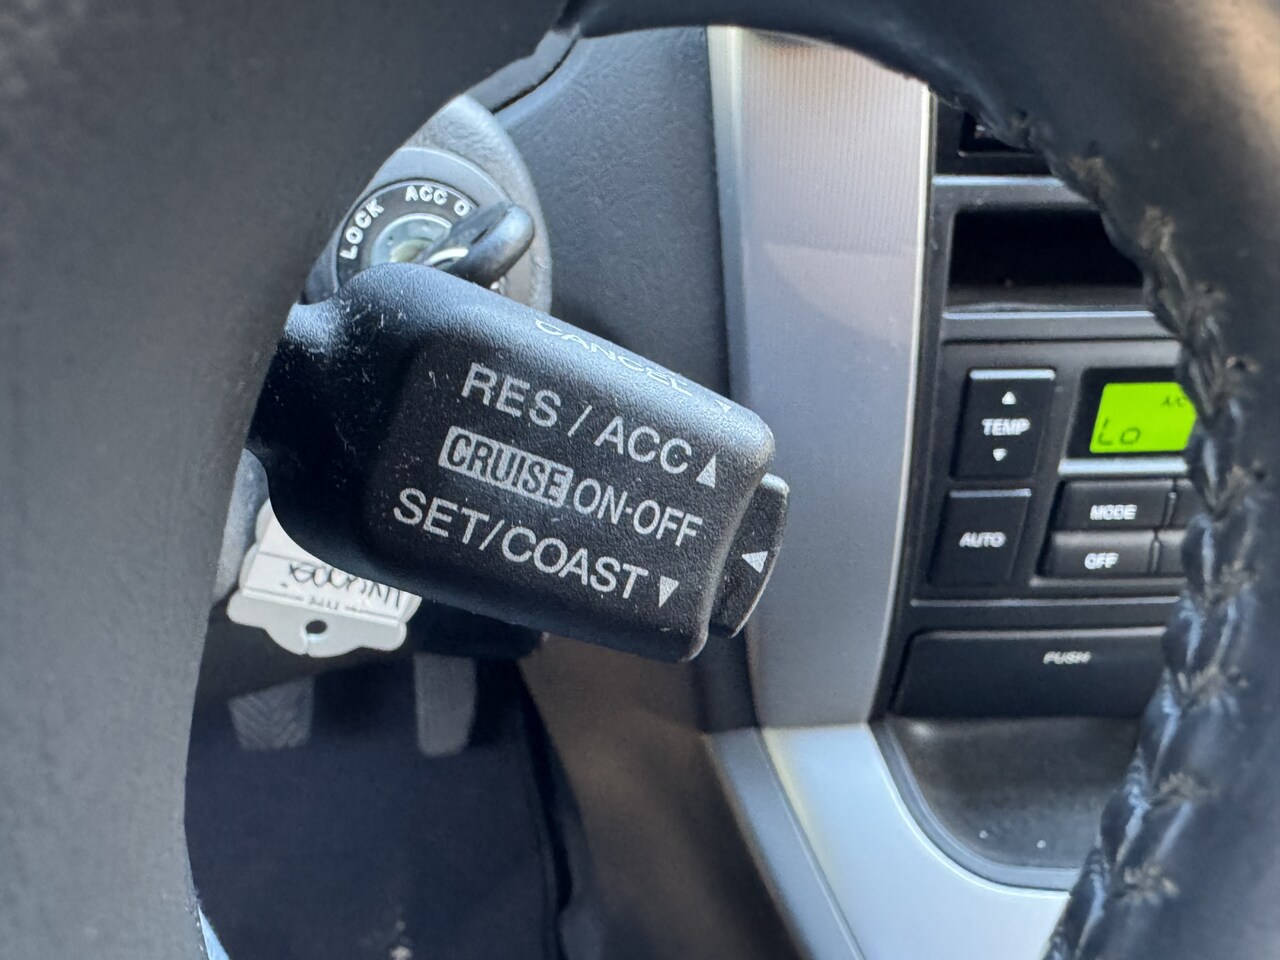 LOCK ACC O
CANCEL
RES / ACC▲
CRUISE ON·OFF
SET/COAST▼
TEMP
A/C
LO
MODE
AUTO
OFF
PUSH